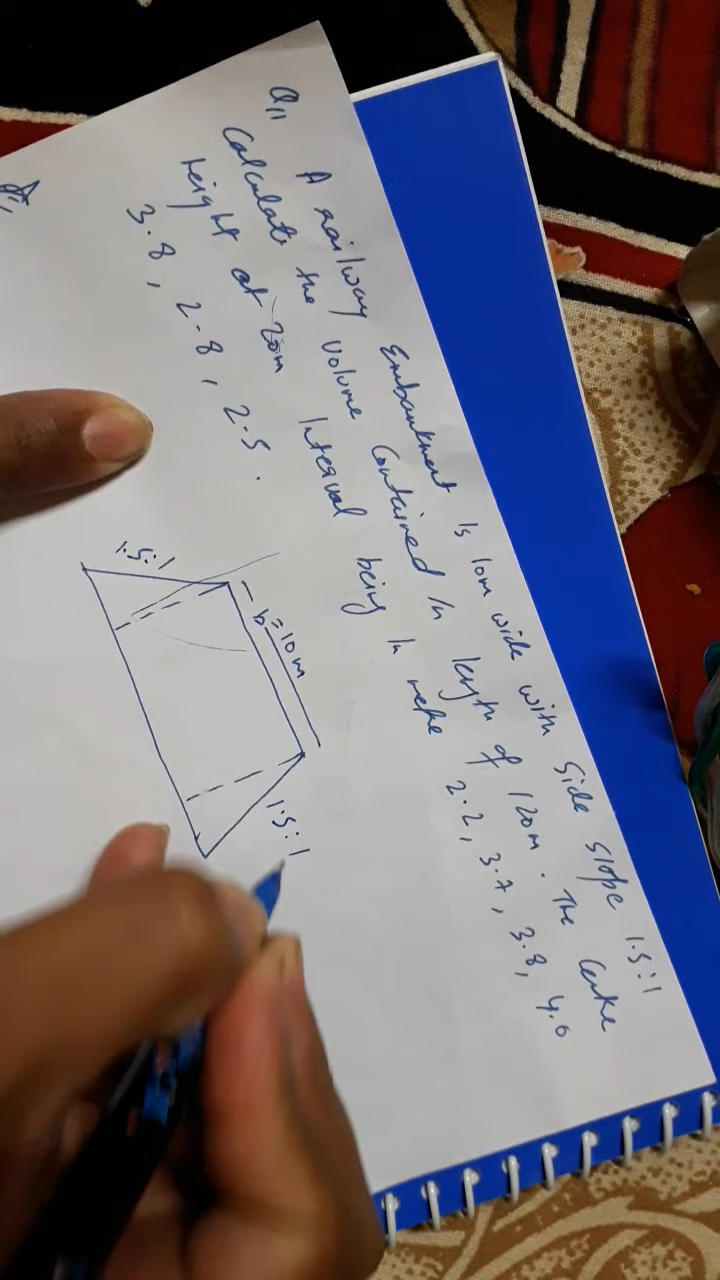 Q,, A railway Embankment is 10m wide with side slope 1.5:1
Calculate the volume Contained in length of 120m. The Centre
height at 20m Interval being in metre 2.2, 3.7, 3.8, 4.0
3.8, 2.8, 2.5.
b=10m
1.5:1
1.5:1